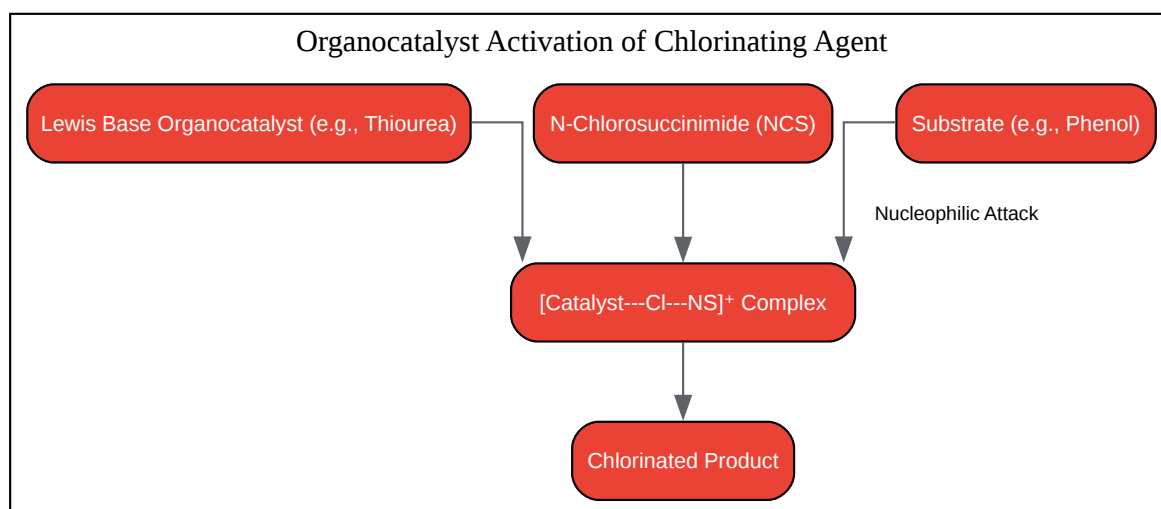 Organocatalyst Activation of Chlorinating Agent
Lewis Base Organocatalyst (e.g., Thiourea)
N-Chlorosuccinimide (NCS)
Substrate (e.g., Phenol)
Nucleophilic Attack
[Catalyst---Cl---NS]⁺ Complex
Chlorinated Product